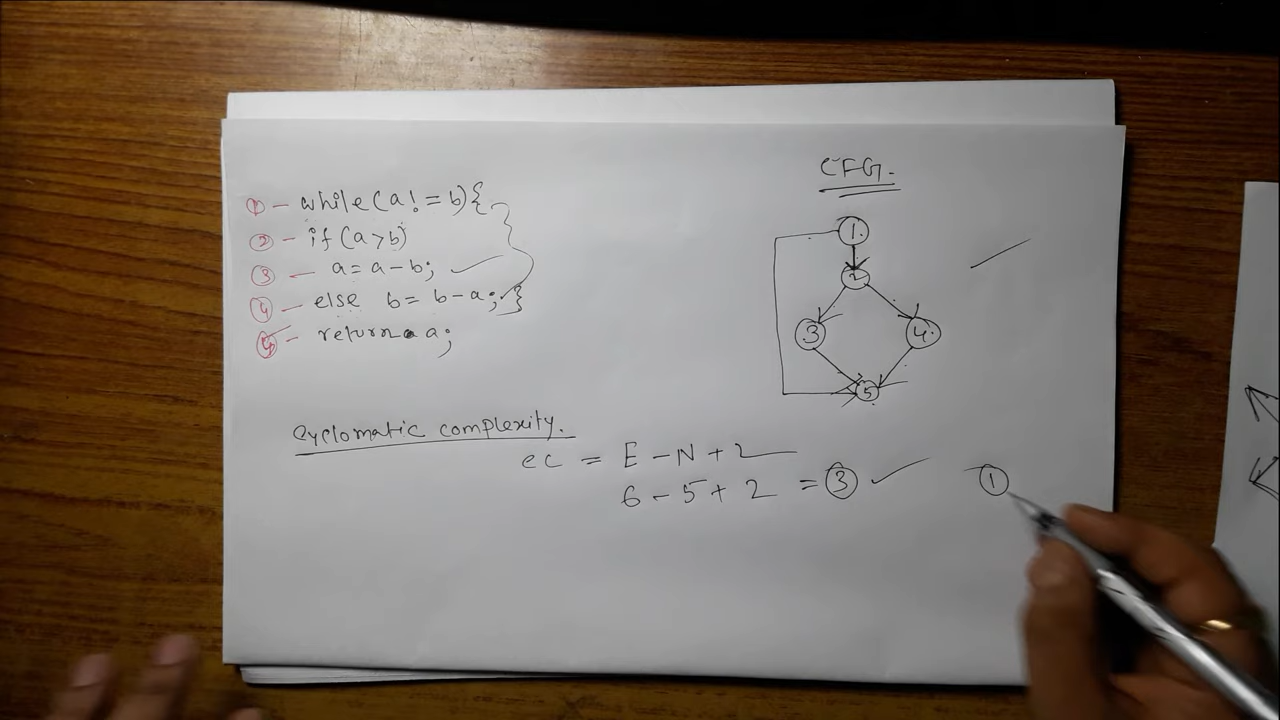 ① - while(a! = b){
② - if(a>b)
③ - a = a-b;
④ - else b = b-a; }
⑤ - return a;
CFG.
1.
2
3
4.
5
Cyclomatic complexity.
cc = E - N + 2
6 - 5 + 2 = ③
①